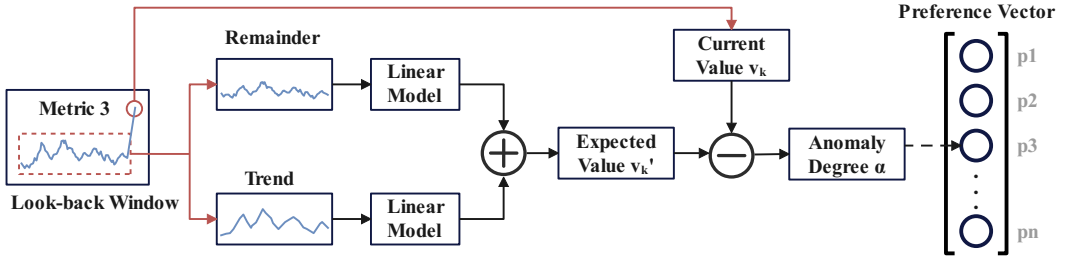 Preference Vector
Remainder
Current
Value vk
p1
Linear
Model
p2
Metric 3
Expected
Value vk'
Anomaly
Degree α
p3
Look-back Window
Trend
Linear
Model
pn